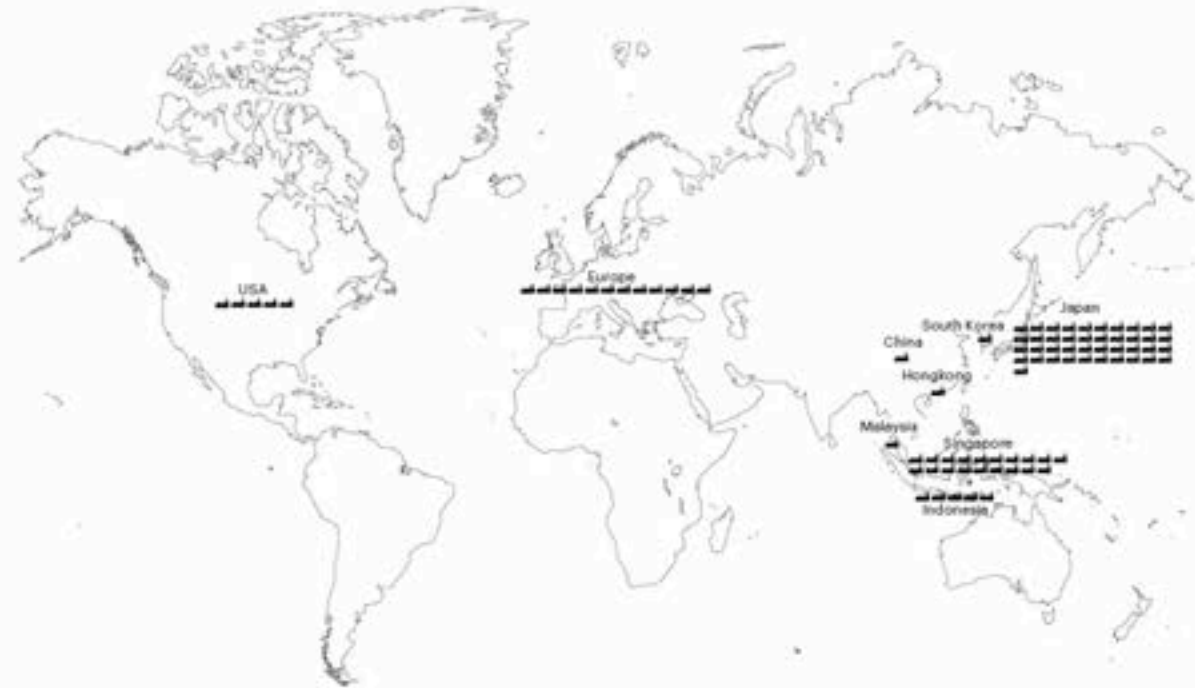 USA
Europe
Japan
South Korea
China
Hongkong
Malaysia
Singapore
Indonesia